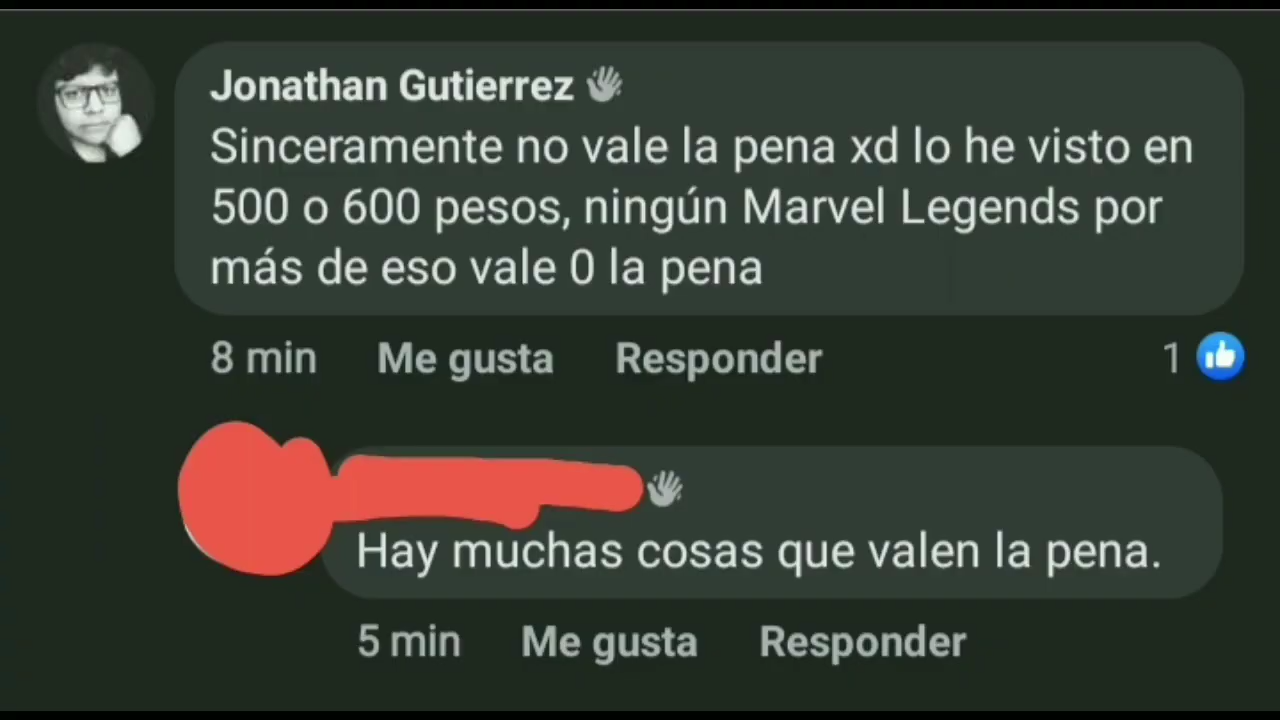 Jonathan Gutierrez 👋
Sinceramente no vale la pena xd lo he visto en
500 o 600 pesos, ningún Marvel Legends por
más de eso vale 0 la pena
8 min Me gusta Responder 1
Hay muchas cosas que valen la pena.
5 min Me gusta Responder